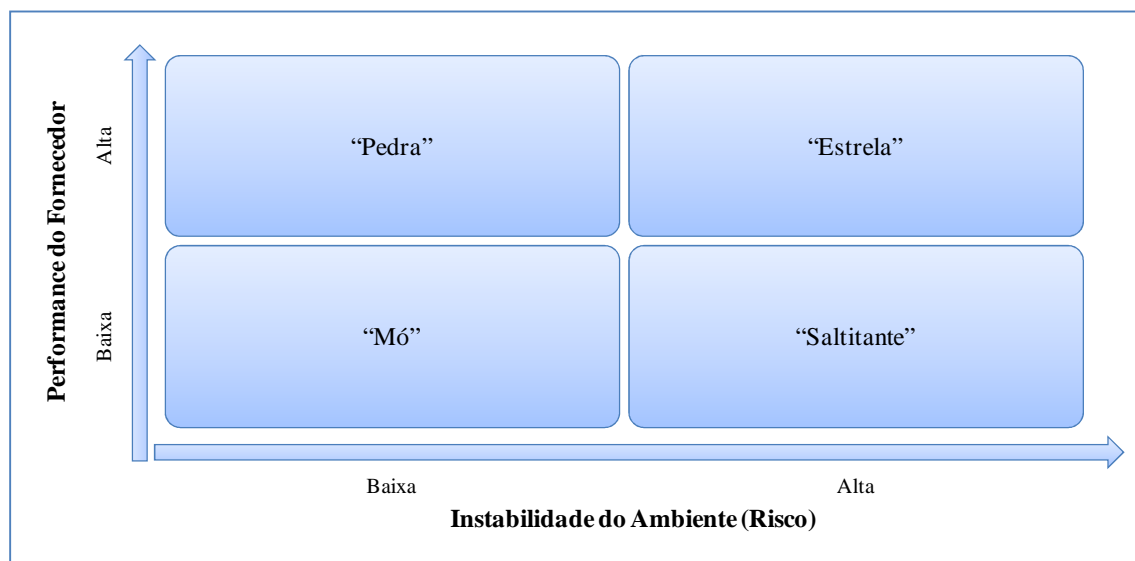 Performance do Fornecedor
Alta
Baixa
“Pedra”
“Estrela”
“Mó”
“Saltitante”
Baixa
Alta
Instabilidade do Ambiente (Risco)